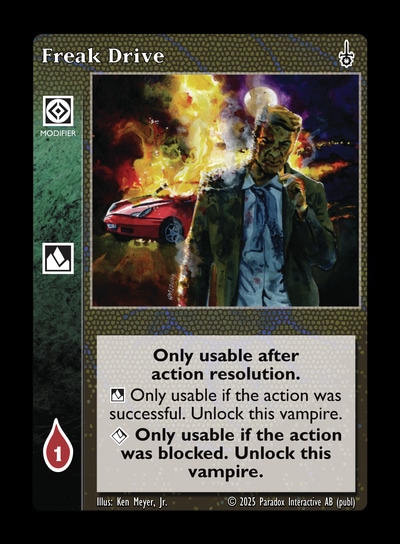 Freak Drive
MODIFIER
Only usable after
action resolution.
Only usable if the action was
successful. Unlock this vampire.
Only usable if the action
was blocked. Unlock this
vampire.
1
Illus: Ken Meyer, Jr. © 2025 Paradox Interactive AB (publ)